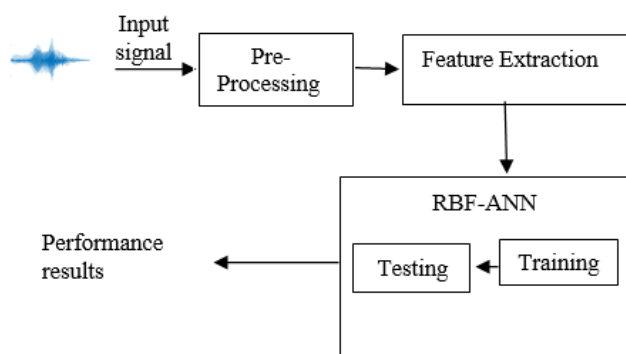 Input
signal
Pre-
Processing
Feature Extraction
RBF-ANN
Testing
Training
Performance
results